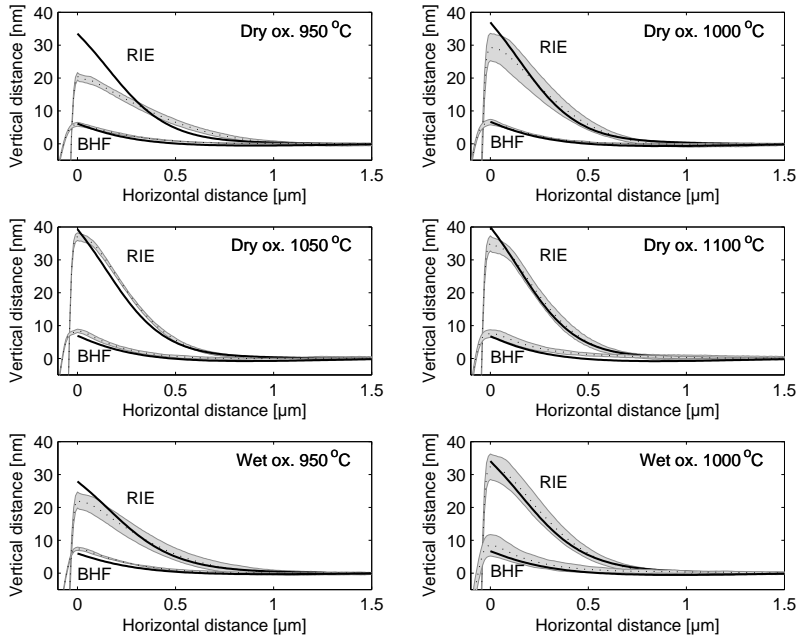 Dry ox. 950 °C
RIE
BHF
40
30
20
10
0
0
0.5
1
1.5
Vertical distance [nm]
Horizontal distance [µm]
Dry ox. 1000 °C
RIE
BHF
40
30
20
10
0
0
0.5
1
1.5
Vertical distance [nm]
Horizontal distance [µm]
Dry ox. 1050 °C
RIE
BHF
40
30
20
10
0
0
0.5
1
1.5
Vertical distance [nm]
Horizontal distance [µm]
Dry ox. 1100 °C
RIE
BHF
40
30
20
10
0
0
0.5
1
1.5
Vertical distance [nm]
Horizontal distance [µm]
Wet ox. 950 °C
RIE
BHF
40
30
20
10
0
0
0.5
1
1.5
Vertical distance [nm]
Horizontal distance [µm]
Wet ox. 1000 °C
RIE
BHF
40
30
20
10
0
0
0.5
1
1.5
Vertical distance [nm]
Horizontal distance [µm]